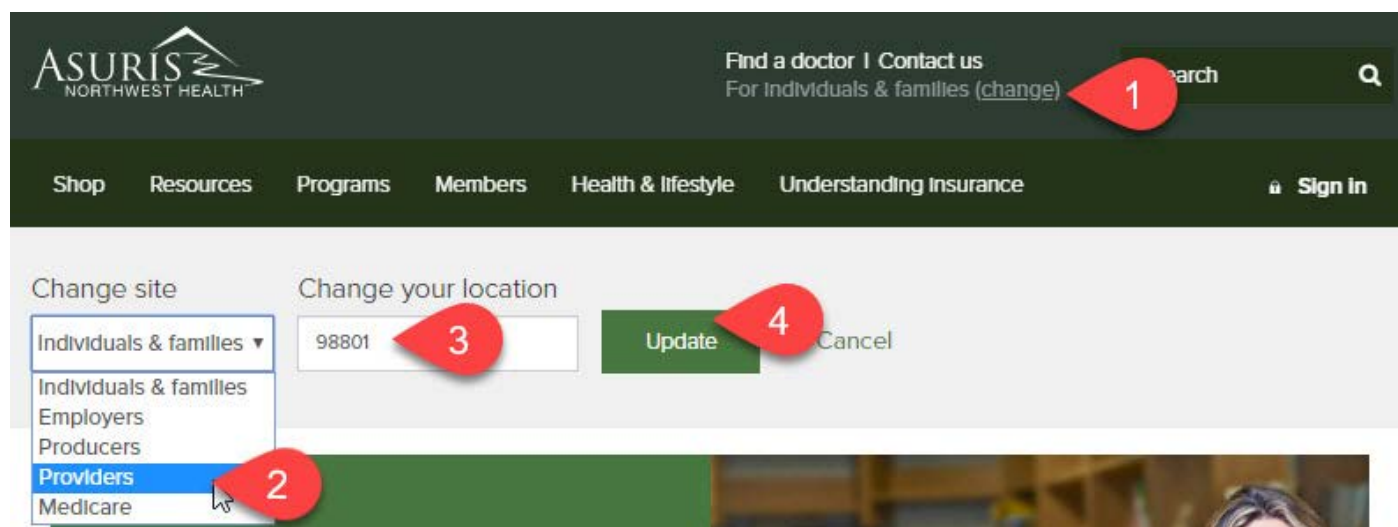 ASURIS
NORTHWEST HEALTH
Find a doctor | Contact us
For Individuals & families (change)
1
earch
Shop Resources Programs Members Health & lifestyle Understanding Insurance Sign in
Change site Change your location
Individuals & families 98801 3 Update 4 Cancel
Individuals & families
Employers
Producers
Providers 2
Medicare